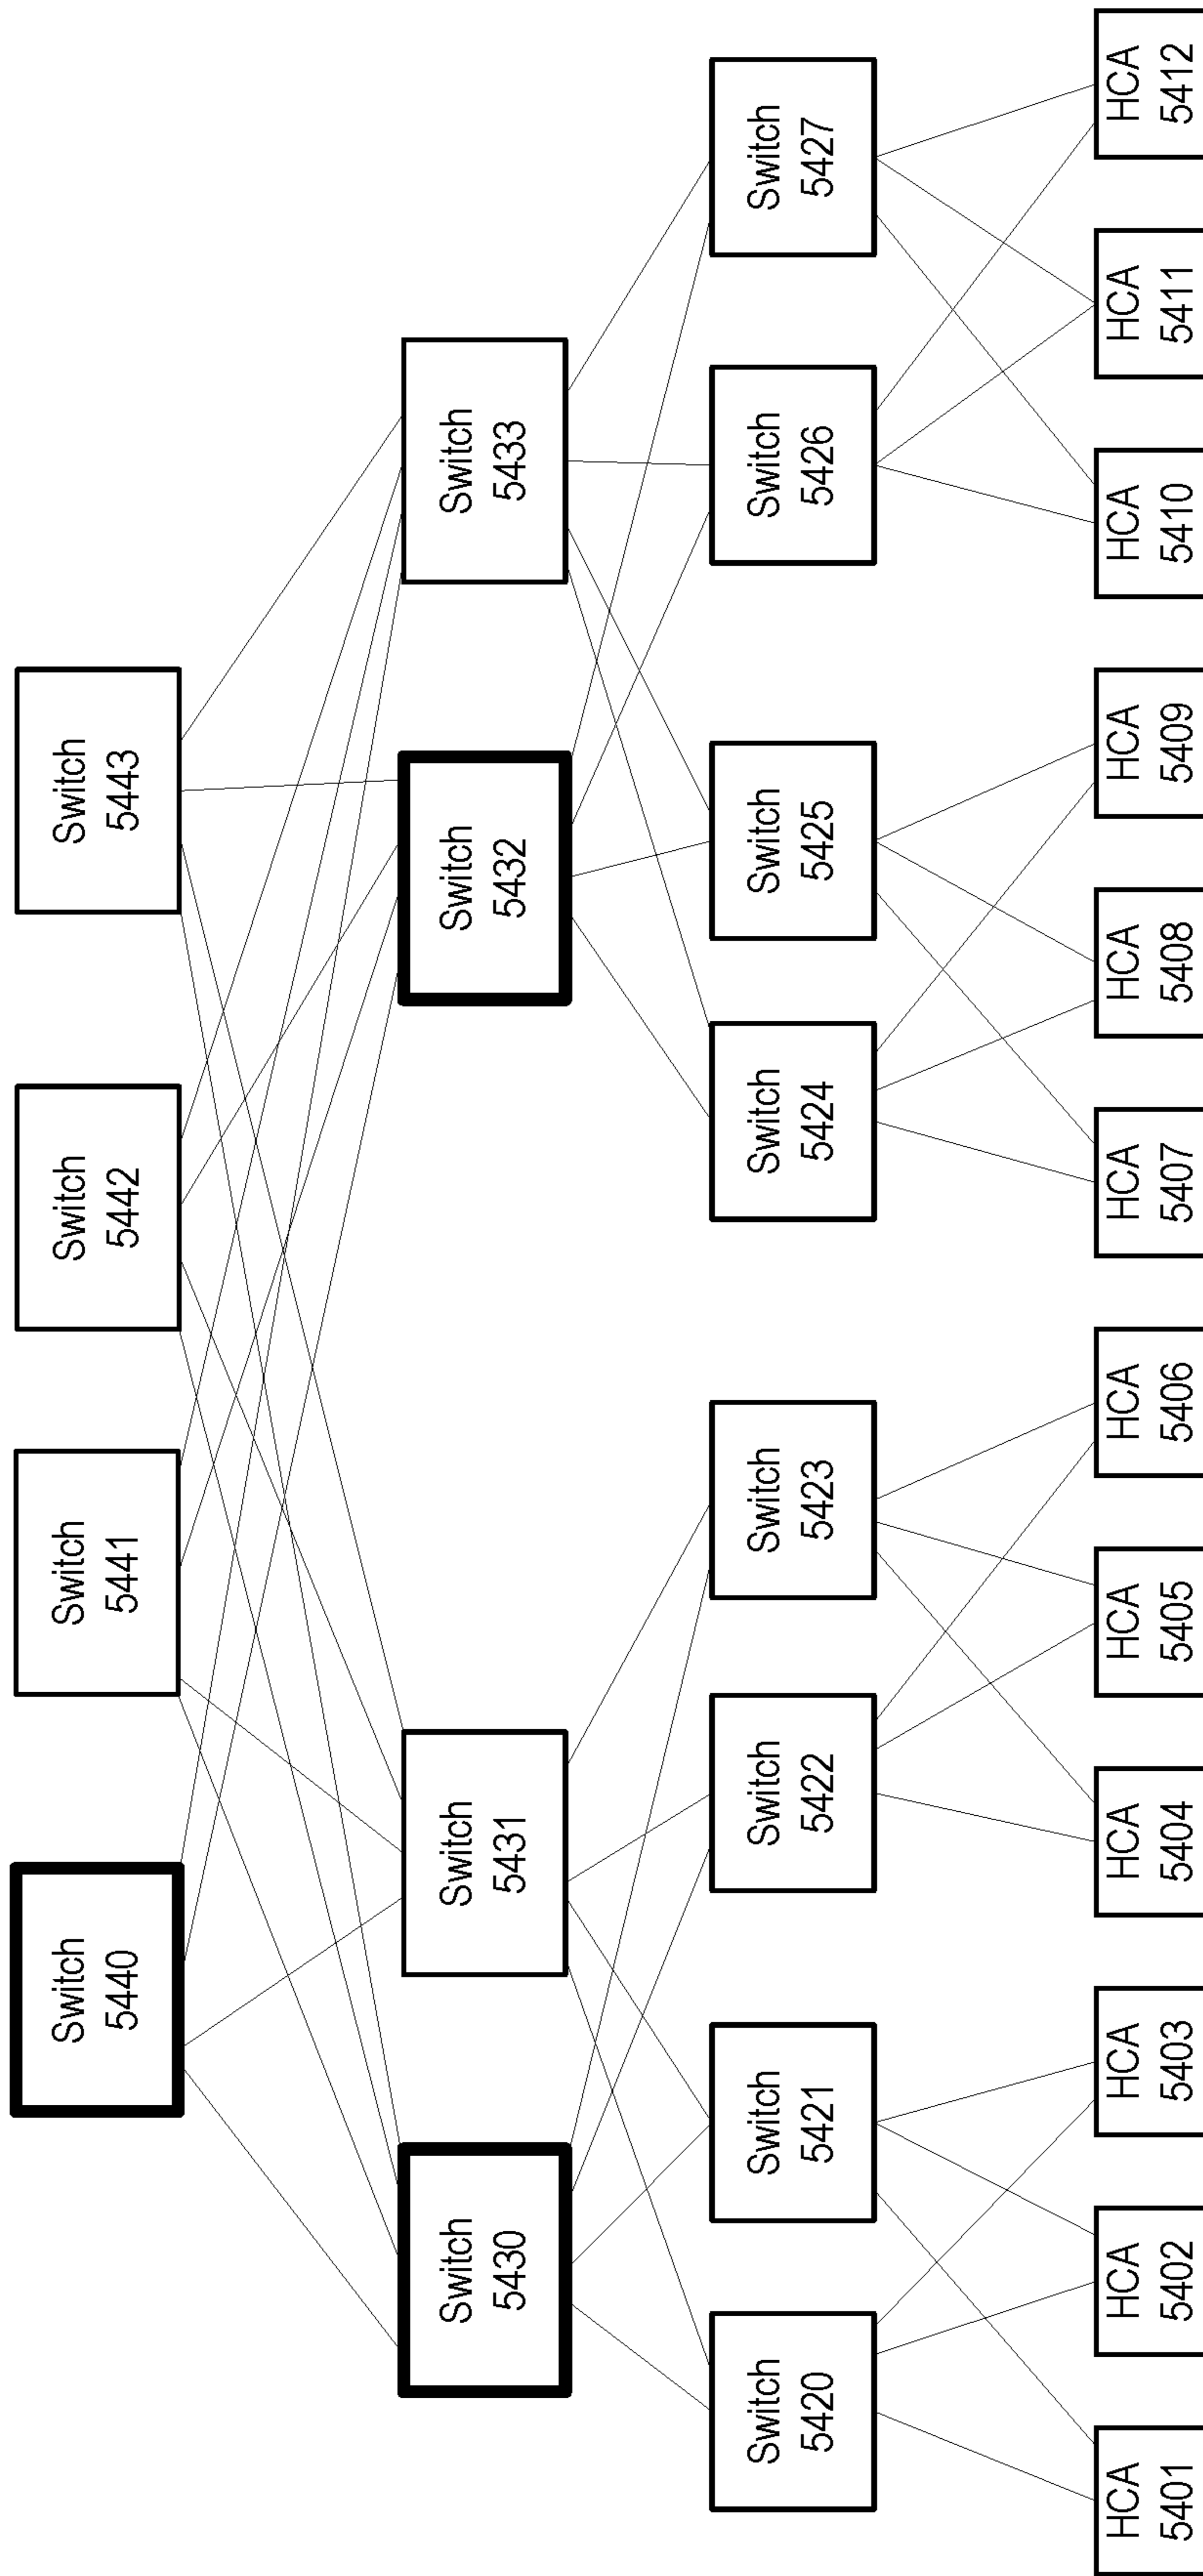 Switch
5440
Switch
5441
Switch
5442
Switch
5443
Switch
5430
Switch
5431
Switch
5432
Switch
5433
Switch
5420
Switch
5421
Switch
5422
Switch
5423
Switch
5424
Switch
5425
Switch
5426
Switch
5427
HCA
5401
HCA
5402
HCA
5403
HCA
5404
HCA
5405
HCA
5406
HCA
5407
HCA
5408
HCA
5409
HCA
5410
HCA
5411
HCA
5412